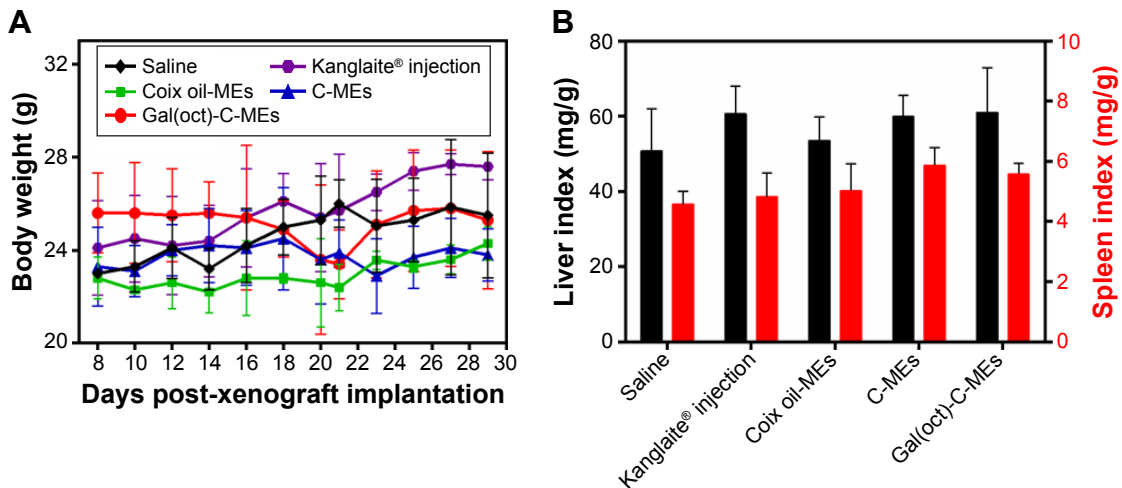 A
Body weight (g)
32
28
24
20
Saline
Kanglaite® injection
Coix oil-MEs
C-MEs
Gal(oct)-C-MEs
8 10 12 14 16 18 20 22 24 26 28 30
Days post-xenograft implantation
B
Liver index (mg/g)
80
60
40
20
0
10
8
6
4
2
0
Spleen index (mg/g)
Saline
Kanglaite® injection
Coix oil-MEs
C-MEs
Gal(oct)-C-MEs